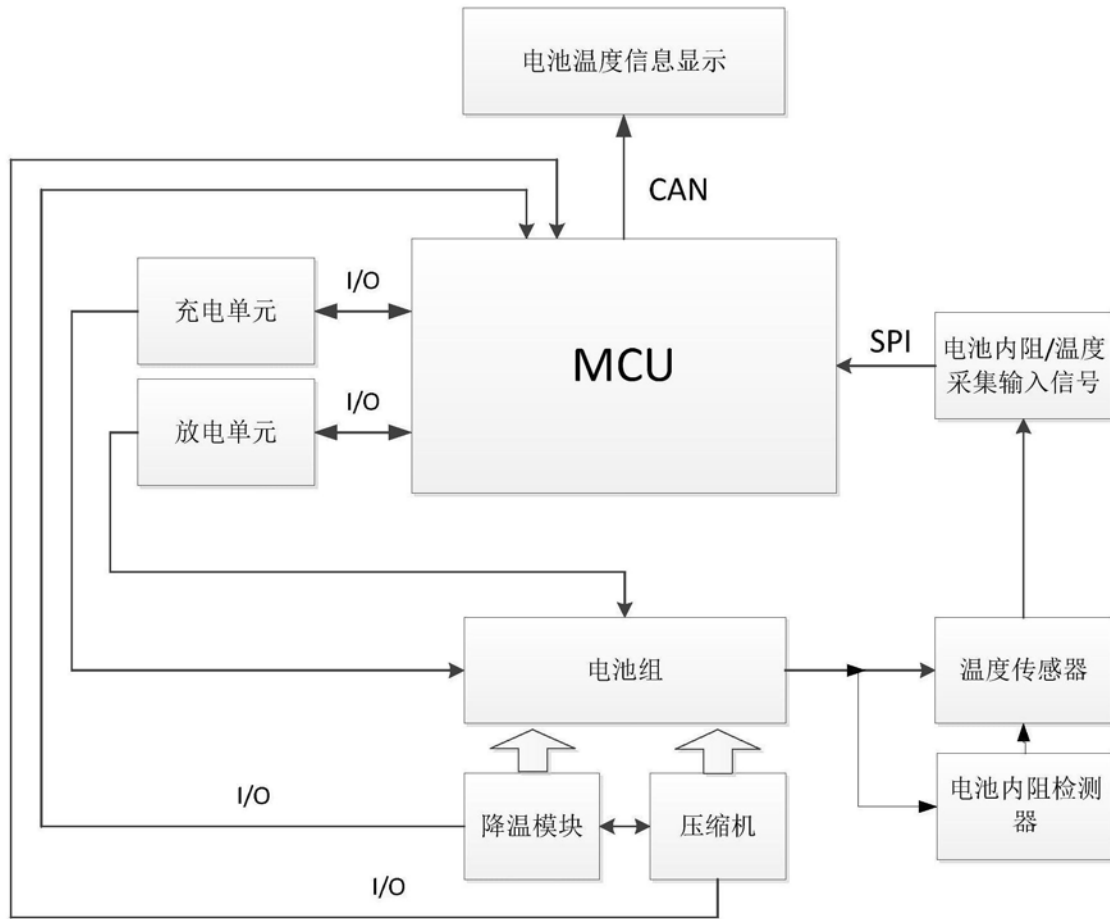 电池温度信息显示
CAN
充电单元
I/O
MCU
SPI
电池内阻/温度
采集输入信号
放电单元
I/O
电池组
温度传感器
I/O
降温模块
压缩机
电池内阻检测
器
I/O